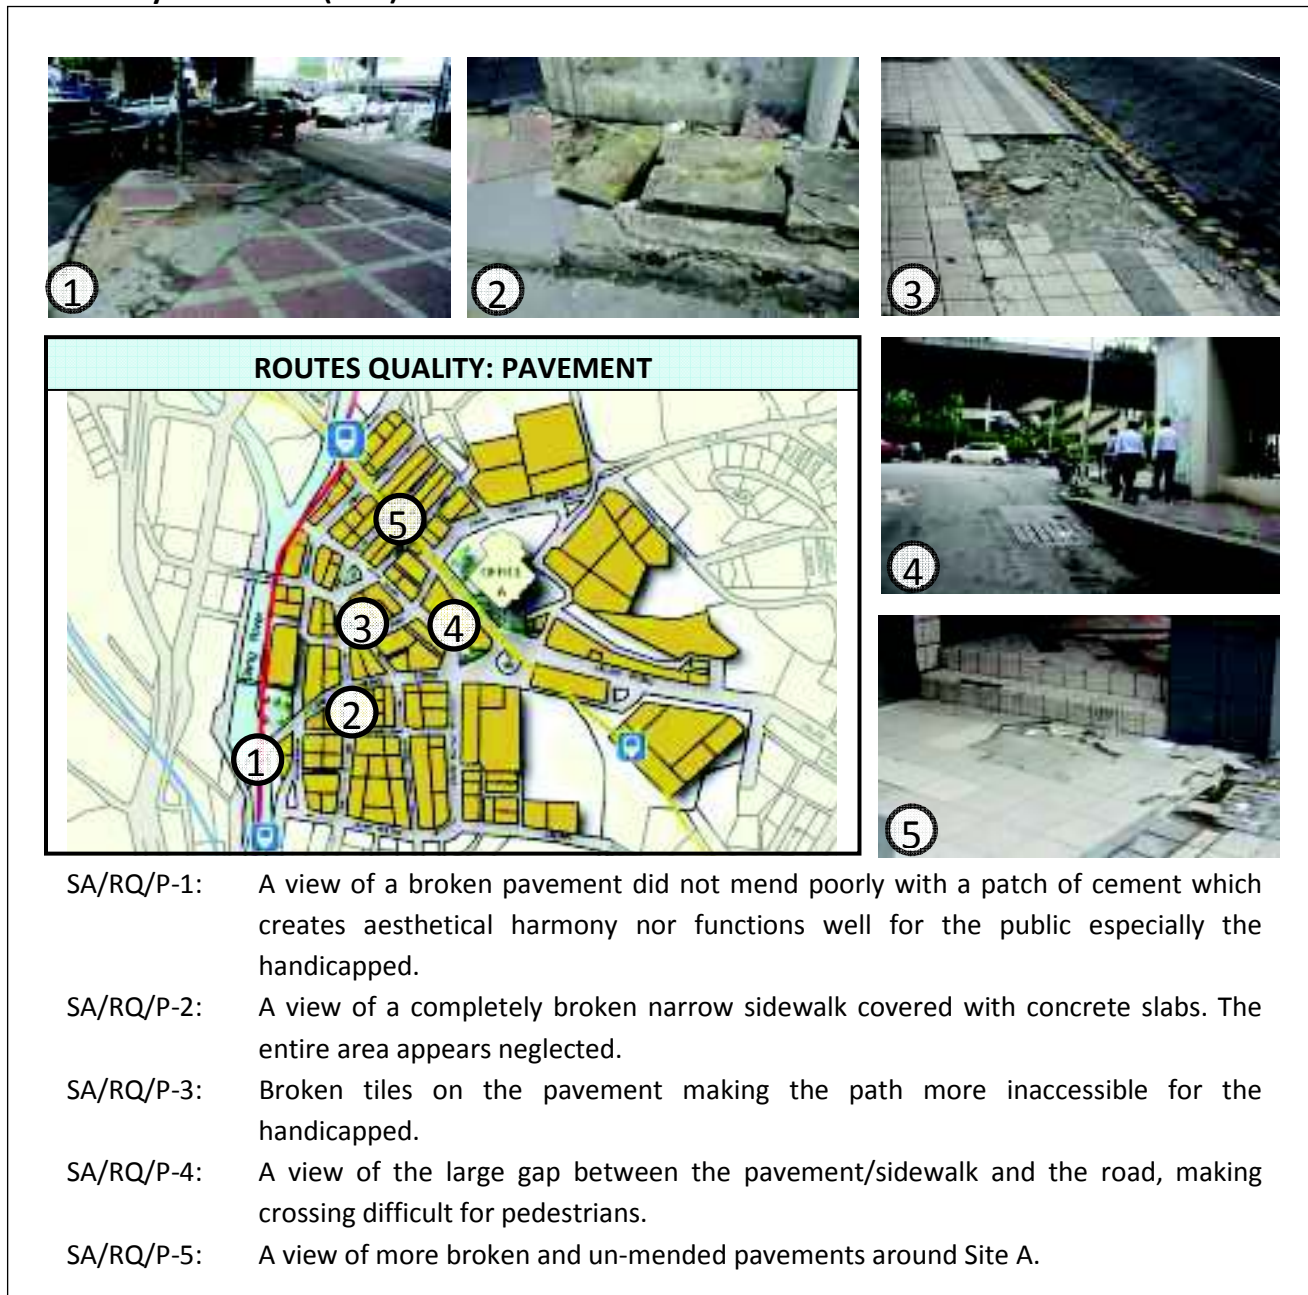 1
2
3
ROUTES QUALITY: PAVEMENT
5
OFFICE
A
3
4
2
1
4
5
SA/RQ/P-1: A view of a broken pavement did not mend poorly with a patch of cement which
creates aesthetical harmony nor functions well for the public especially the
handicapped.
SA/RQ/P-2: A view of a completely broken narrow sidewalk covered with concrete slabs. The
entire area appears neglected.
SA/RQ/P-3: Broken tiles on the pavement making the path more inaccessible for the
handicapped.
SA/RQ/P-4: A view of the large gap between the pavement/sidewalk and the road, making
crossing difficult for pedestrians.
SA/RQ/P-5: A view of more broken and un-mended pavements around Site A.